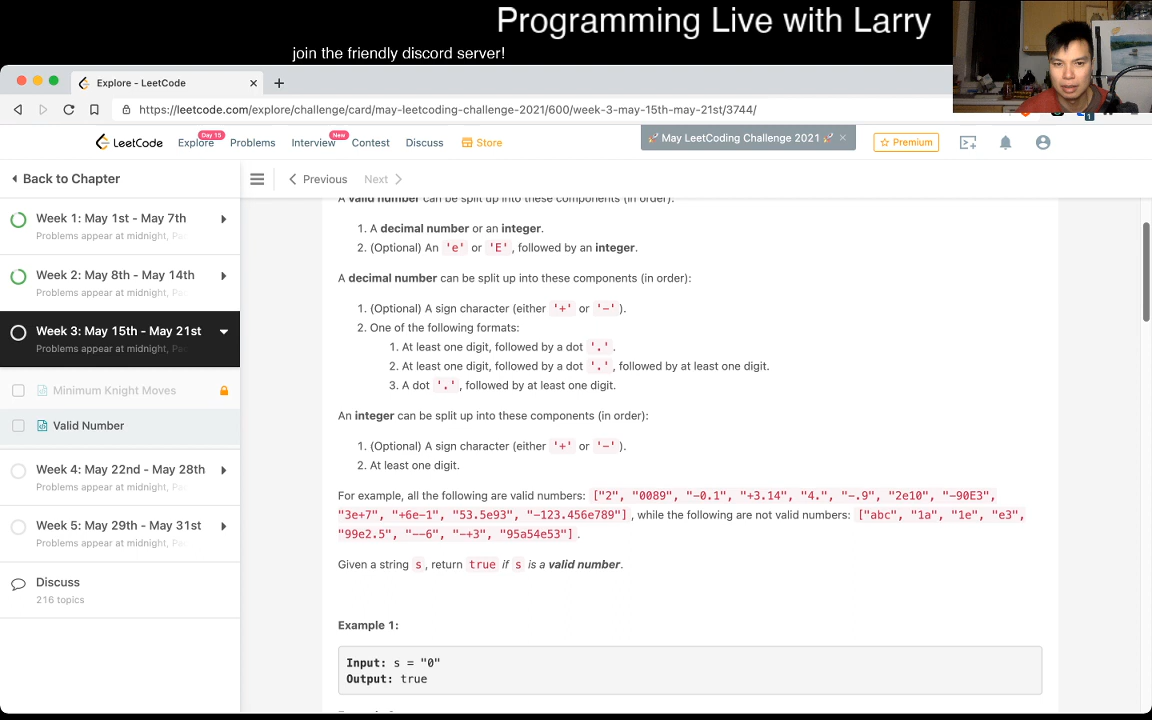 Programming Live with Larry
join the friendly discord server!
Explore - LeetCode
https://leetcode.com/explore/challenge/card/may-leetcoding-challenge-2021/600/week-3-may-15th-may-21st/3744/
LeetCode
Explore
Day 15
Problems
Interview
New
Contest
Discuss
Store
May LeetCoding Challenge 2021
Premium
Back to Chapter
Previous
Next
Week 1: May 1st - May 7th
Problems appear at midnight,
Week 2: May 8th - May 14th
Problems appear at midnight,
Week 3: May 15th - May 21st
Problems appear at midnight,
Minimum Knight Moves
Valid Number
Week 4: May 22nd - May 28th
Problems appear at midnight,
Week 5: May 29th - May 31st
Problems appear at midnight,
Discuss
216 topics
A valid number can be split up into these components (in order):
1. A decimal number or an integer.
2. (Optional) An 'e' or 'E', followed by an integer.
A decimal number can be split up into these components (in order):
1. (Optional) A sign character (either '+' or '-').
2. One of the following formats:
1. At least one digit, followed by a dot '.'.
2. At least one digit, followed by a dot '.', followed by at least one digit.
3. A dot '.', followed by at least one digit.
An integer can be split up into these components (in order):
1. (Optional) A sign character (either '+' or '-').
2. At least one digit.
For example, all the following are valid numbers: ["2", "0089", "-0.1", "+3.14", "4.", "-.9", "2e10", "-90E3",
"3e+7", "+6e-1", "53.5e93", "-123.456e789"], while the following are not valid numbers: ["abc", "1a", "1e", "e3",
"99e2.5", "--6", "-+3", "95a54e53"].
Given a string s, return true if s is a valid number.
Example 1:
Input: s = "0"
Output: true